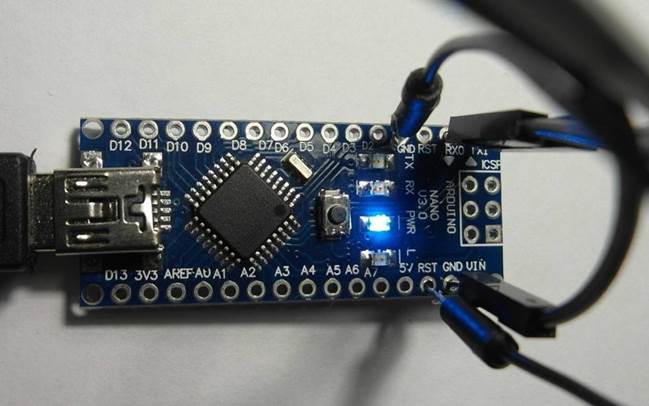 D12 D11 D10 D9 D8 D7 D6 D5 D4 D3 D2 GND RST RX0 TX1
TX
RX
PWR
L
ARDUINO
NANO
V3.0
ICSP
D13 3V3 AREF A0 A1 A2 A3 A4 A5 A6 A7 5V RST GND VIN